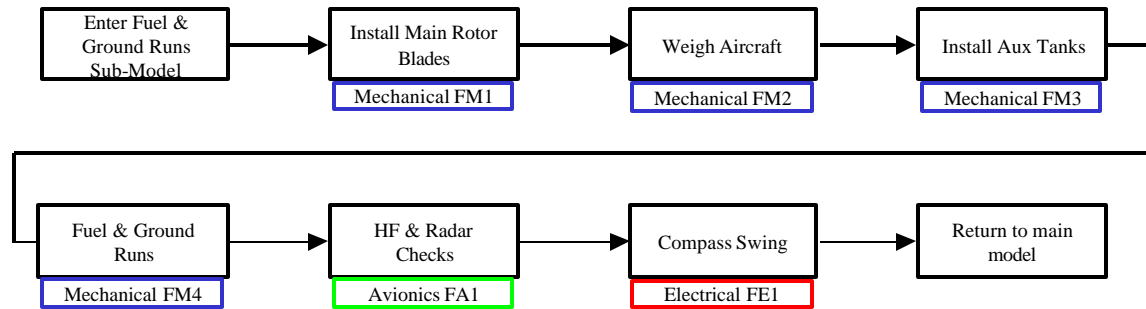 Enter Fuel &
Ground Runs
Sub-Model
Install Main Rotor
Blades
Mechanical FM1
Weigh Aircraft
Mechanical FM2
Install Aux Tanks
Mechanical FM3
Fuel & Ground
Runs
Mechanical FM4
HF & Radar
Checks
Avionics FA1
Compass Swing
Electrical FE1
Return to main
model